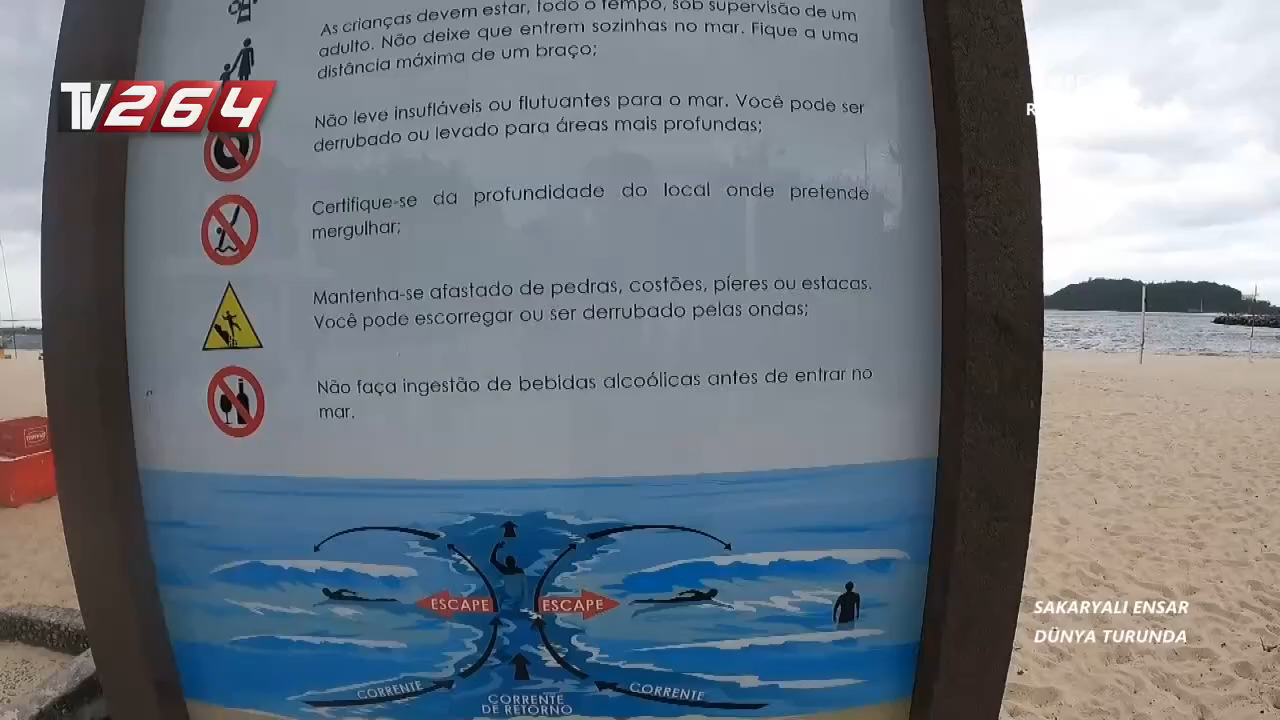 As crianças devem estar, todo o tempo, sob supervisão de um
adulto. Não deixe que entrem sozinhas no mar. Fique a uma
distância máxima de um braço;
TV264
Não leve insufláveis ou flutuantes para o mar. Você pode ser
derrubado ou levado para áreas mais profundas;
Certifique-se da profundidade do local onde pretende
mergulhar;
Mantenha-se afastado de pedras, costões, píeres ou estacas.
Você pode escorregar ou ser derrubado pelas ondas;
Não faça ingestão de bebidas alcoólicas antes de entrar no
mar.
ESCAPE ESCAPE
CORRENTE CORRENTE
CORRENTE
DE RETORNO
SAKARYALI ENSAR
DÜNYA TURUNDA